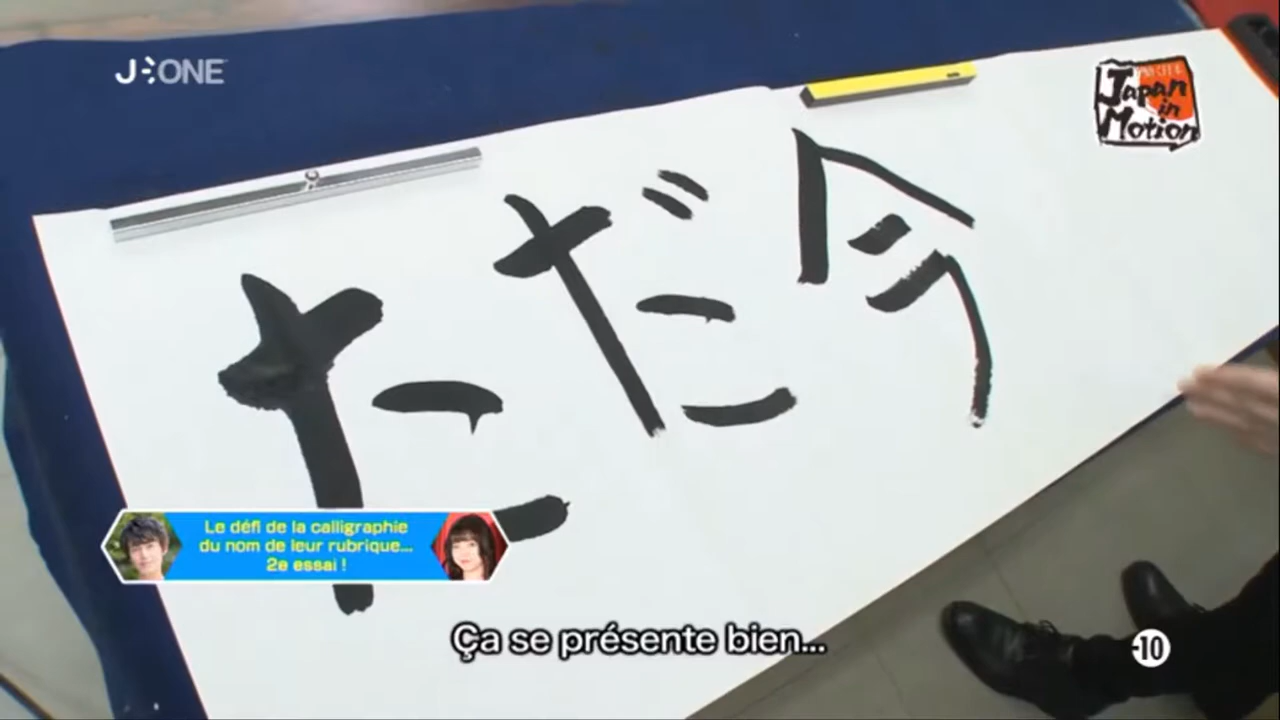 J-ONE
Japan
in
Motion
ただ今
Le défi de la calligraphie
du nom de leur rubrique...
2e essai !
Ça se présente bien...
-10